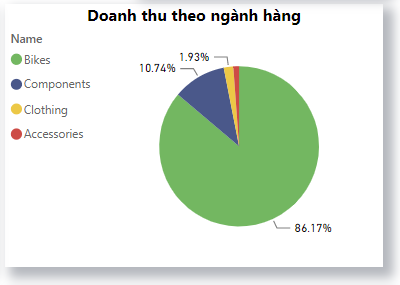 Doanh thu theo ngành hàng
Name
Bikes
Components
Clothing
Accessories
1.93%
10.74%
86.17%